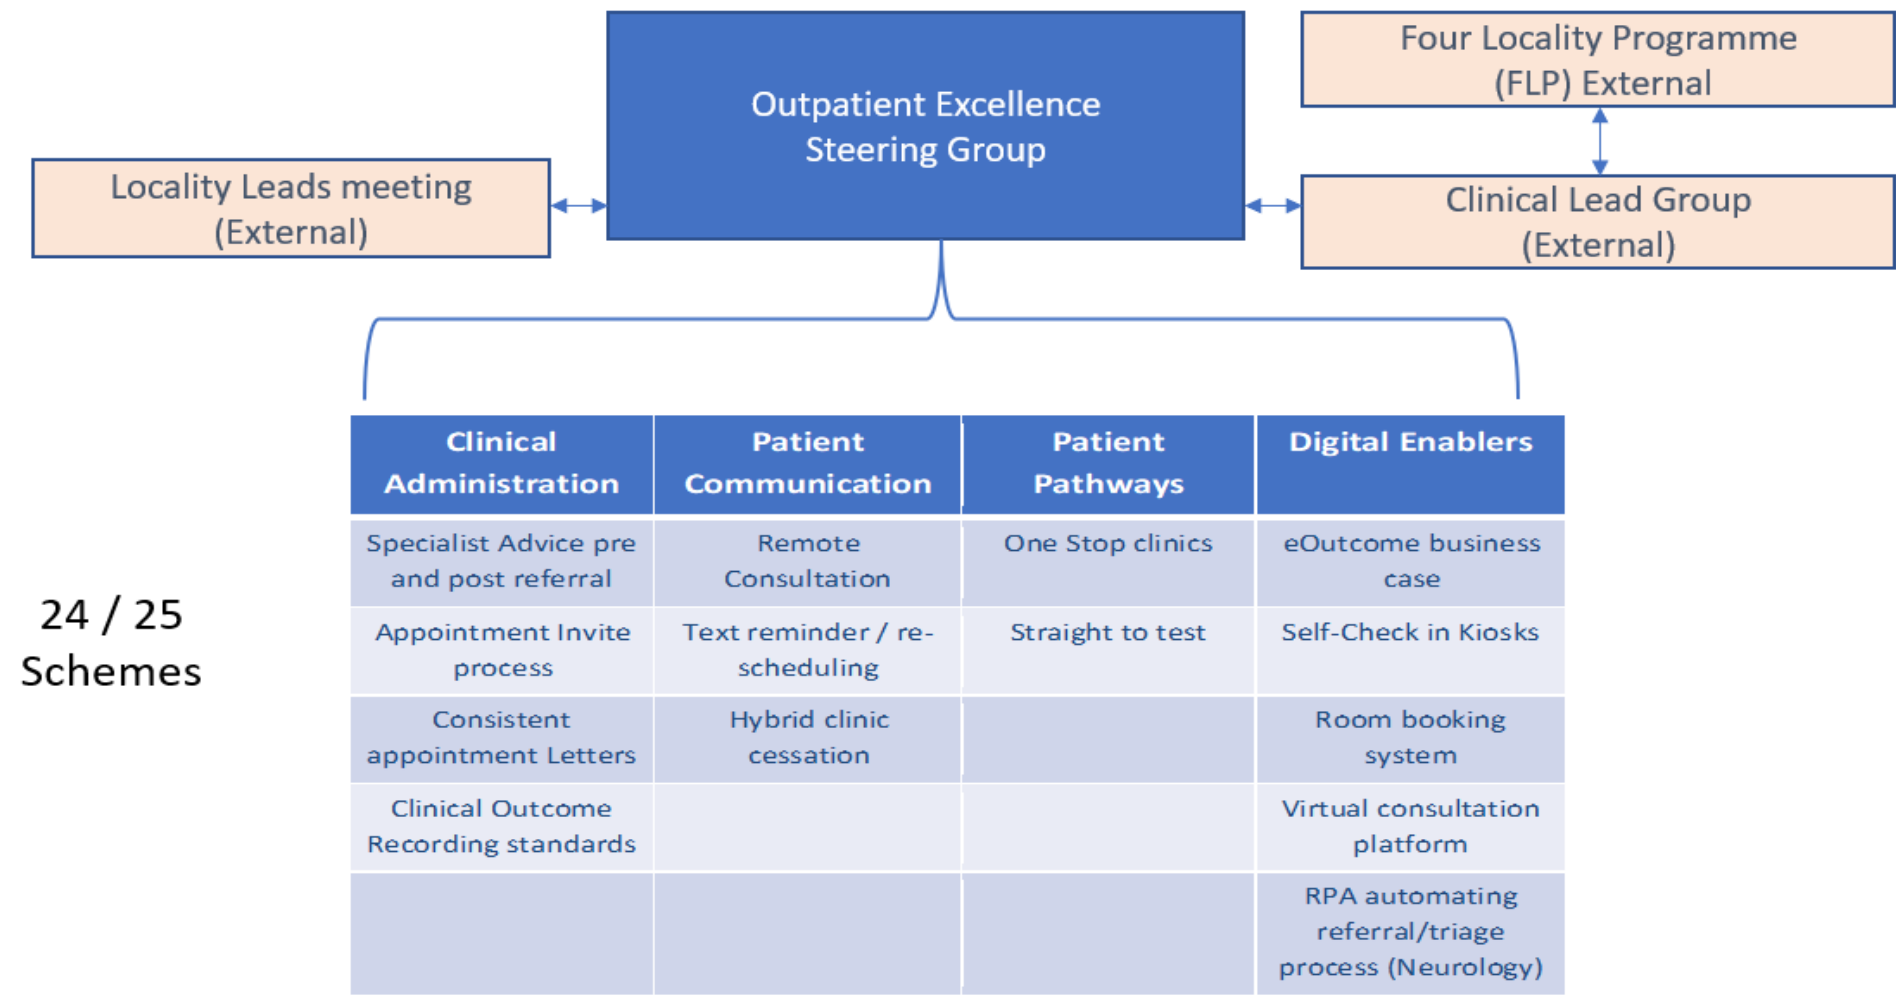 Outpatient Excellence
Steering Group
Four Locality Programme
(FLP) External
Locality Leads meeting
(External)
Clinical Lead Group
(External)
24 / 25
Schemes
Clinical
Administration
Patient
Communication
Patient
Pathways
Digital Enablers
Specialist Advice pre
and post referral
Remote
Consultation
One Stop clinics
eOutcome business
case
Appointment Invite
process
Text reminder / re-
scheduling
Straight to test
Self-Check in Kiosks
Consistent
appointment Letters
Hybrid clinic
cessation
Room booking
system
Clinical Outcome
Recording standards
Virtual consultation
platform
RPA automating
referral/triage
process (Neurology)